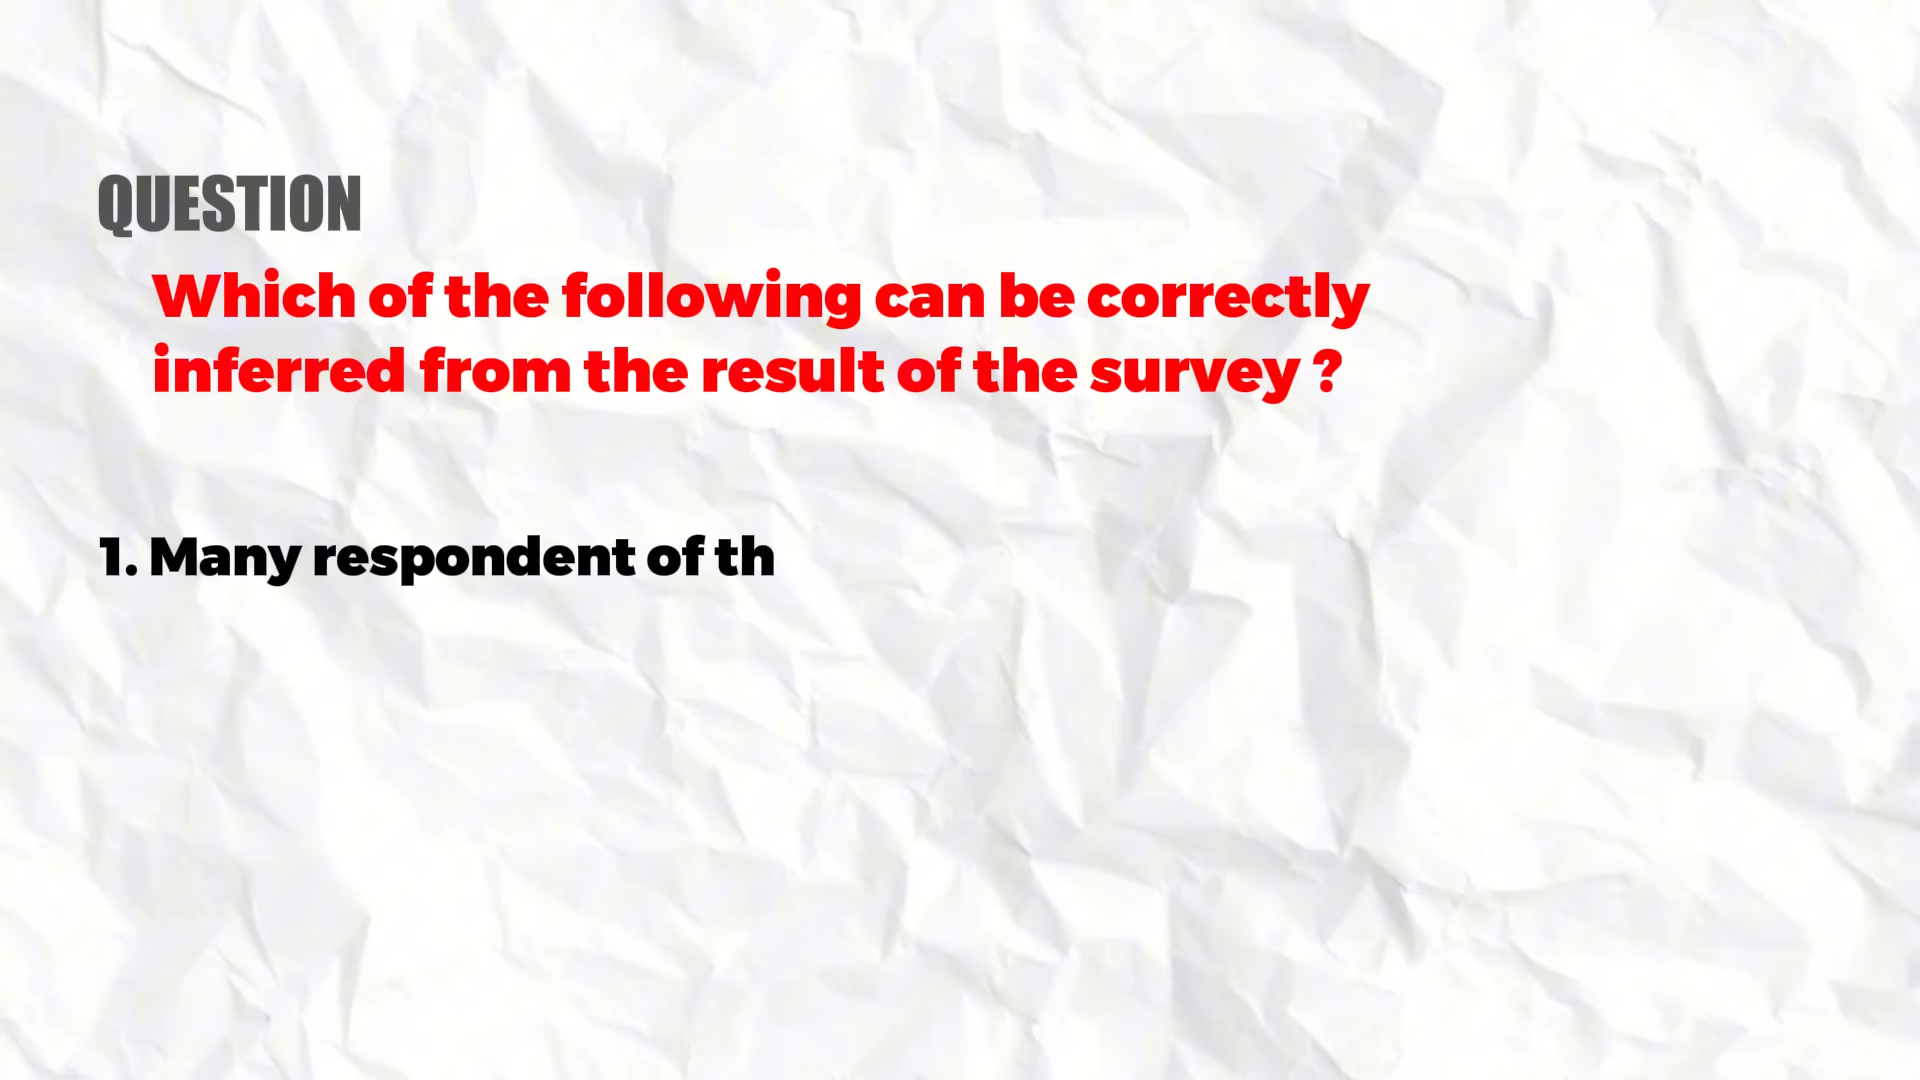 QUESTION
Which of the following can be correctly
inferred from the result of the survey ?
1. Many respondent of th